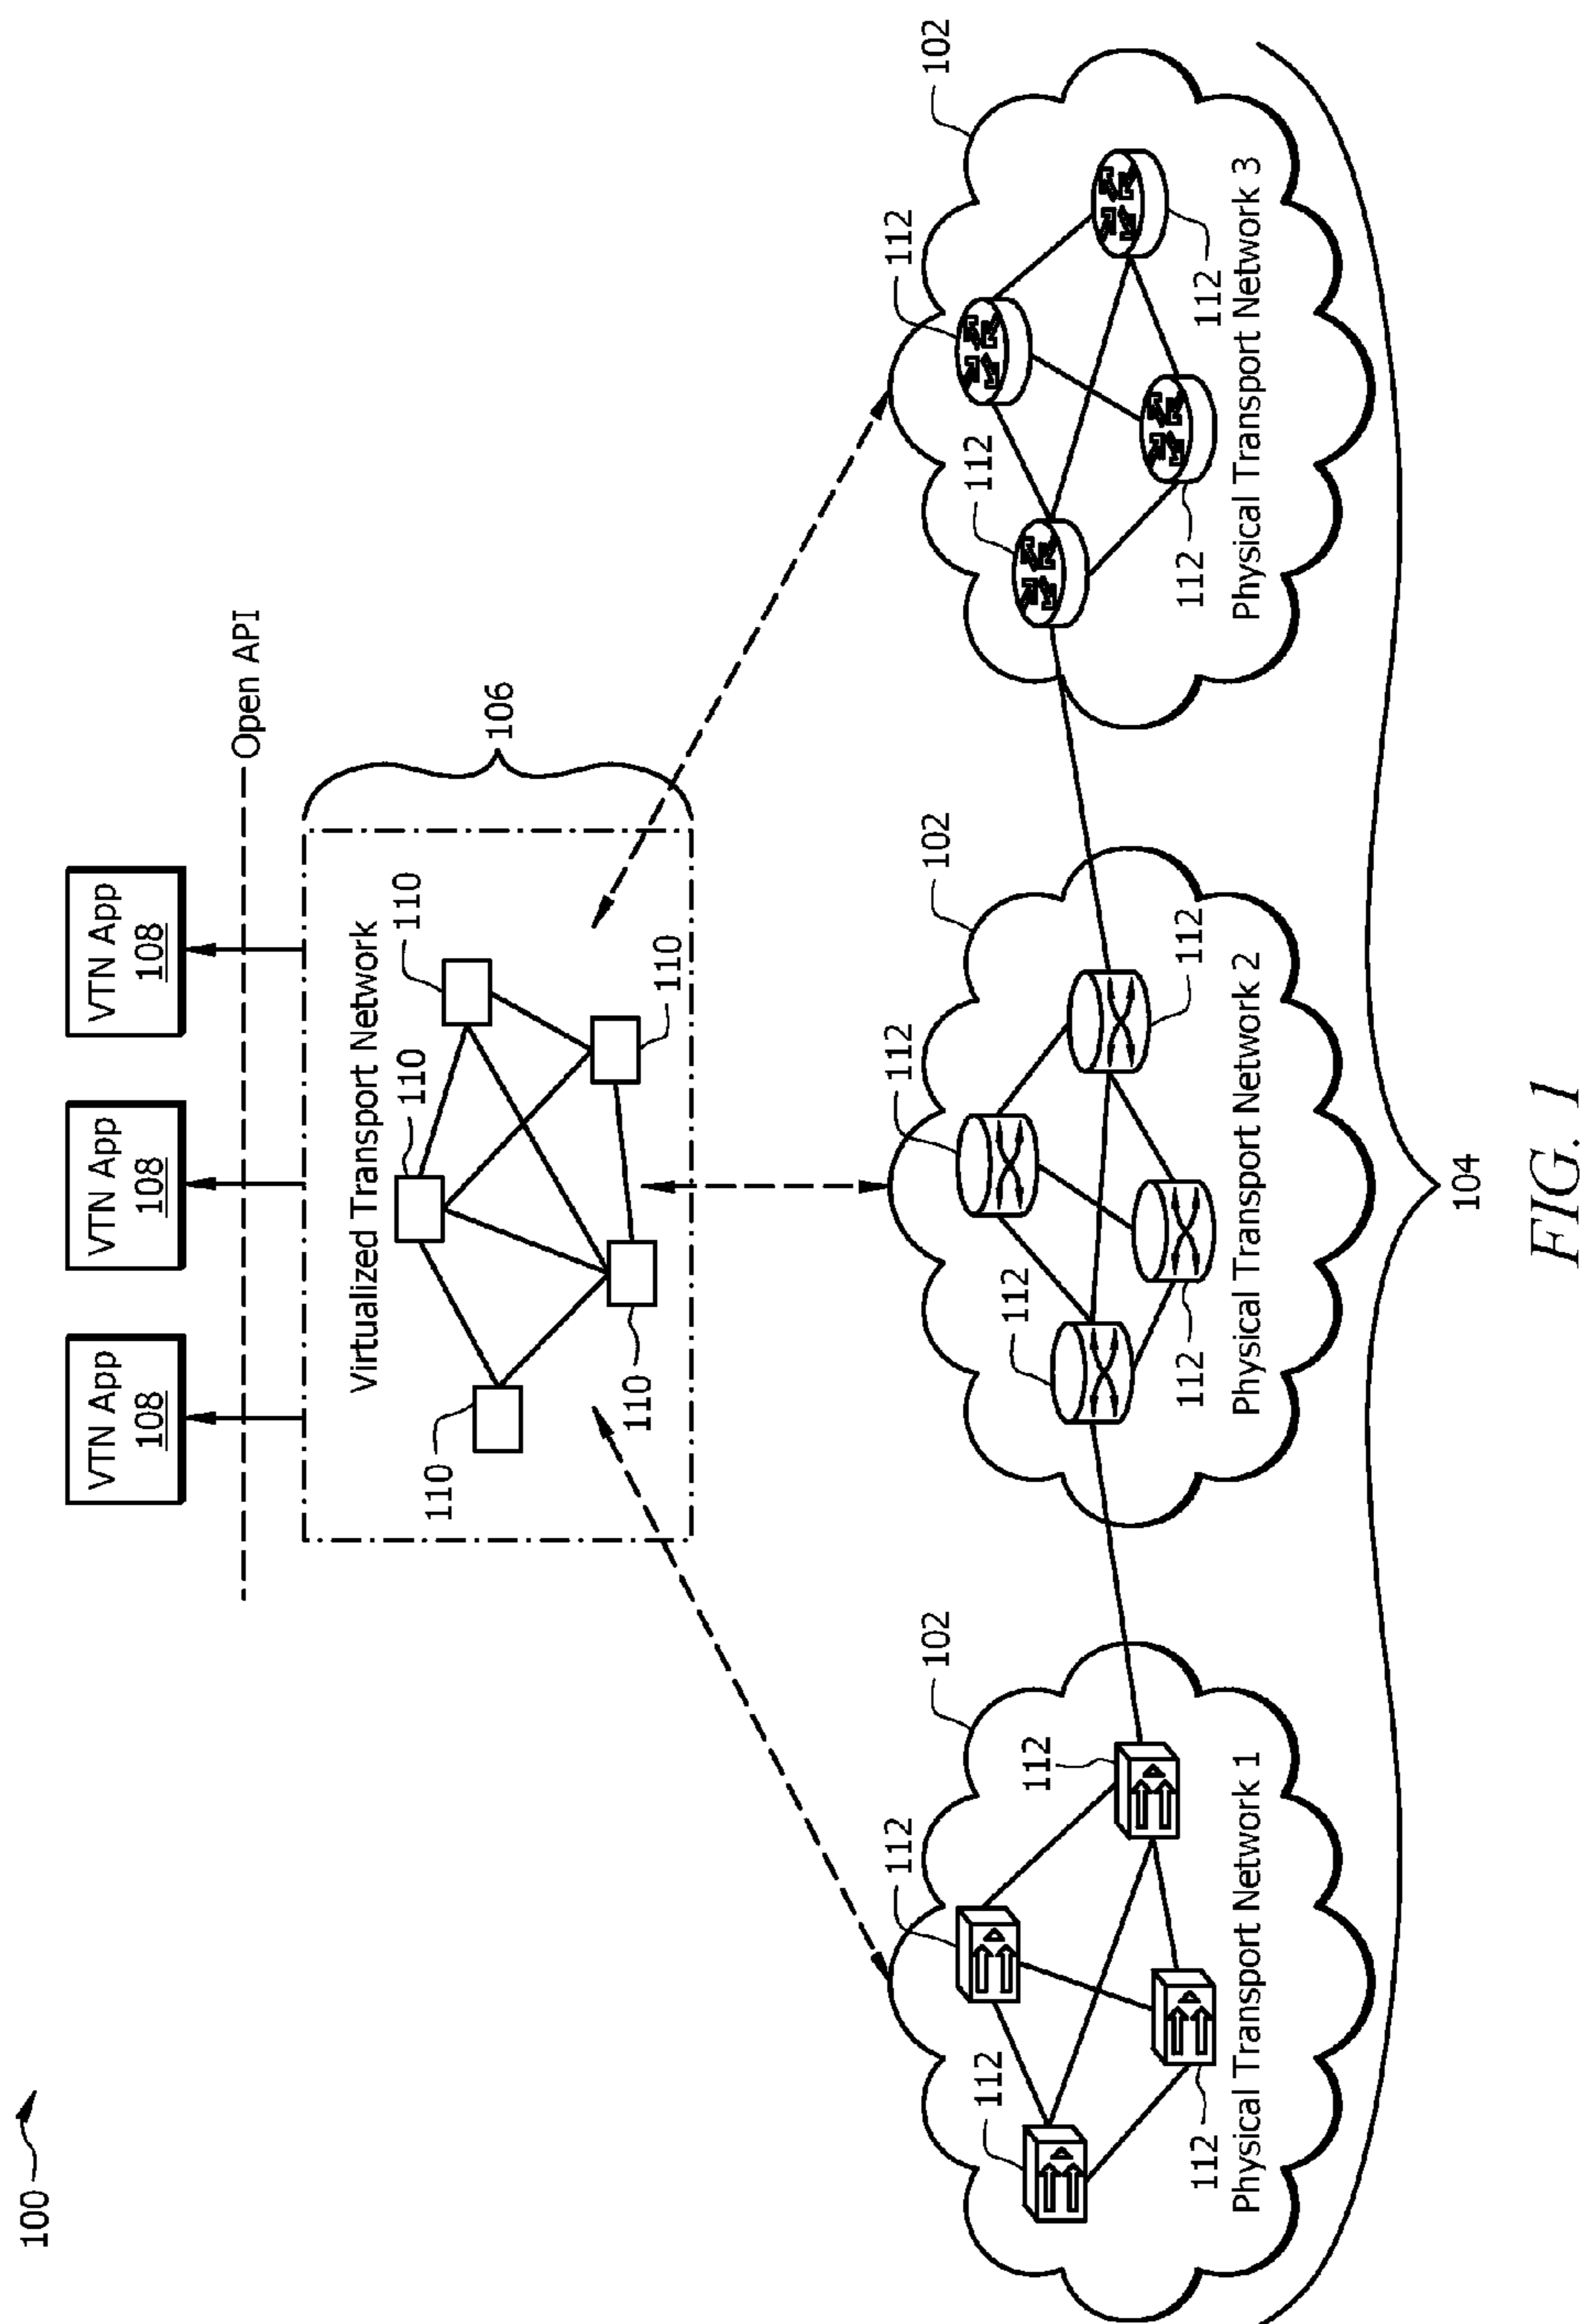 100
VTN App
108
VTN App
108
VTN App
108
Open API
106
Virtualized Transport Network
110
110
110
110
110
102
112
112
112
112
Physical Transport Network 1
102
112
112
112
112
Physical Transport Network 2
102
112
112
112
112
Physical Transport Network 3
104
FIG. 1